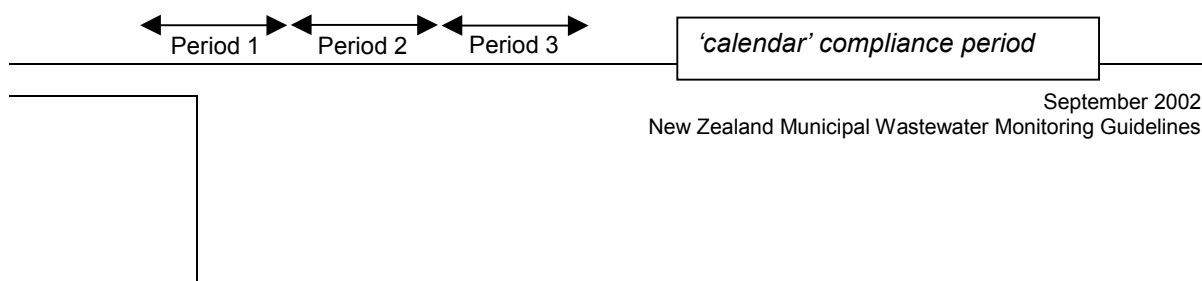 Period 1 Period 2 Period 3
'calendar' compliance period
September 2002
New Zealand Municipal Wastewater Monitoring Guidelines